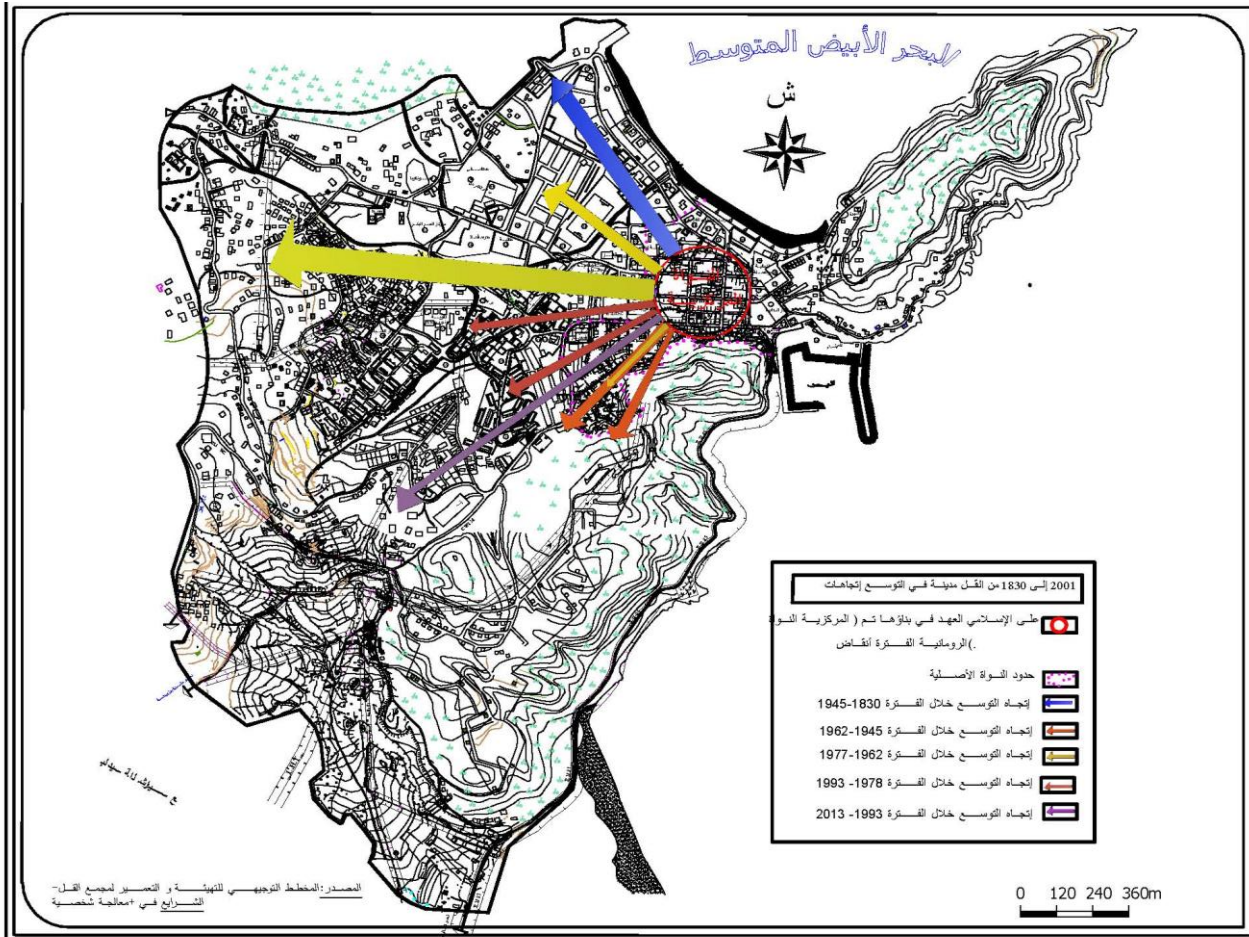 البحر الأبيض المتوسط
ش
النواة
المركزية
2001 إلى 1830 من القل مدينة في التوسع إتجاهات
على الإسلامي العهد في بناؤها تم ( المركزية النواة
.)الرومانية الفترة أنقاض
حدود النواة الأصلية
إتجاه التوسع خلال الفترة 1830-1945
إتجاه التوسع خلال الفترة 1945-1962
إتجاه التوسع خلال الفترة 1962-1977
إتجاه التوسع خلال الفترة 1978- 1993
إتجاه التوسع خلال الفترة 1993- 2013
المصدر:المخطط التوجيهي للتهيئة و التعمير لمجمع القل-
الشرايع في +معالجة شخصية
0 120 240 360m